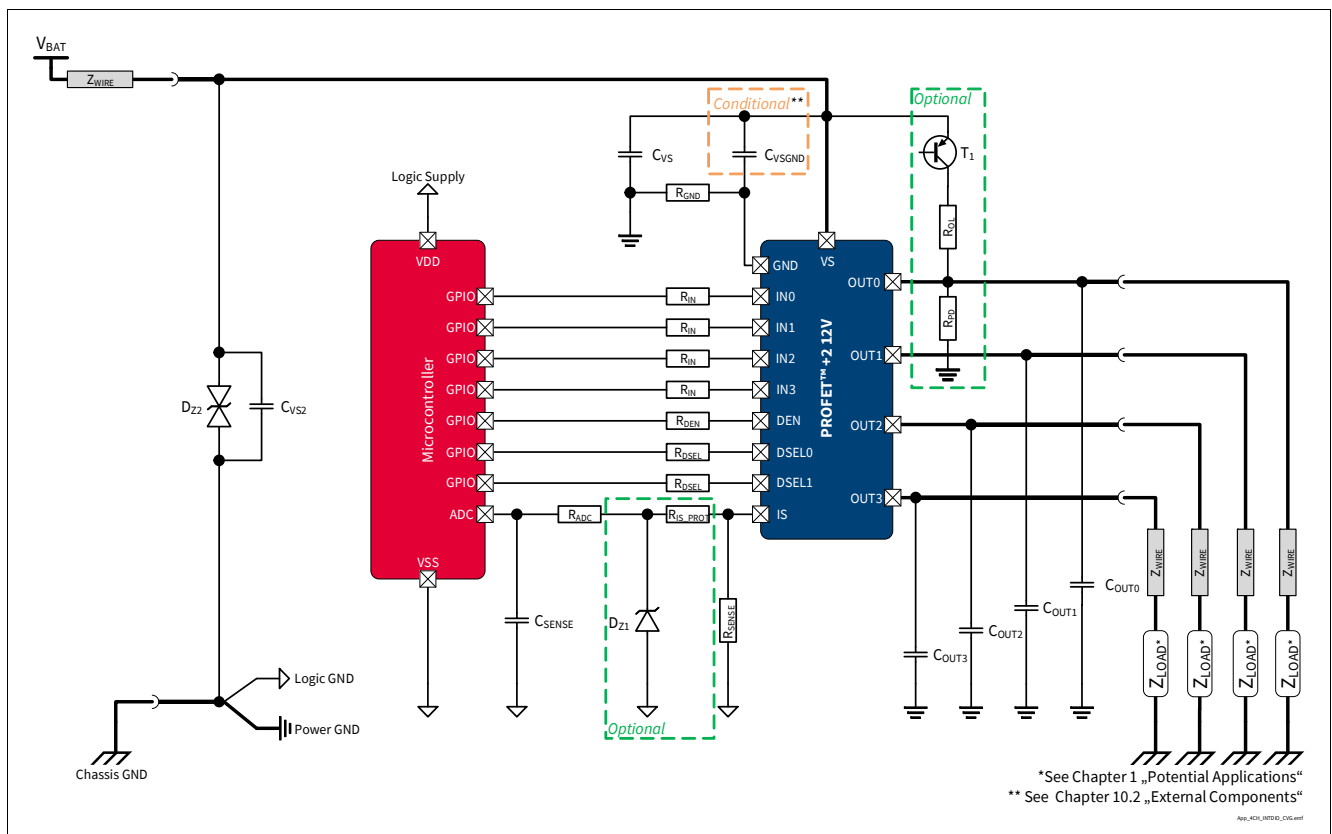 VBAT
ZWIRE
Conditional**
Optional
CVS
CVSGND
T1
Logic Supply
RGND
ROL
VDD
GND
VS
OUT0
GPIO
RIN
IN0
RPD
GPIO
RIN
IN1
OUT1
GPIO
RIN
IN2
GPIO
RIN
IN3
Microcontroller
PROFET™ +2 12V
DZ2
CVS2
GPIO
RDEN
DEN
OUT2
GPIO
RDSEL
DSEL0
GPIO
RDSEL
DSEL1
OUT3
ADC
RADC
RIS_PROT
IS
VSS
ZWIRE
ZWIRE
ZWIRE
ZWIRE
COUT0
COUT1
CSENSE
DZ1
RSENSE
COUT2
COUT3
ZLOAD*
ZLOAD*
ZLOAD*
ZLOAD*
Logic GND
Power GND
Optional
Chassis GND
*See Chapter 1 „Potential Applications“
** See Chapter 10.2 „External Components“
App_4CH_INTDIO_CVG.emf